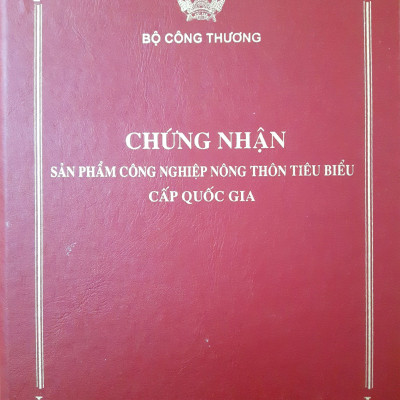 BỘ CÔNG THƯƠNG
CHỨNG NHẬN
SẢN PHẨM CÔNG NGHIỆP NÔNG THÔN TIÊU BIỂU
CẤP QUỐC GIA